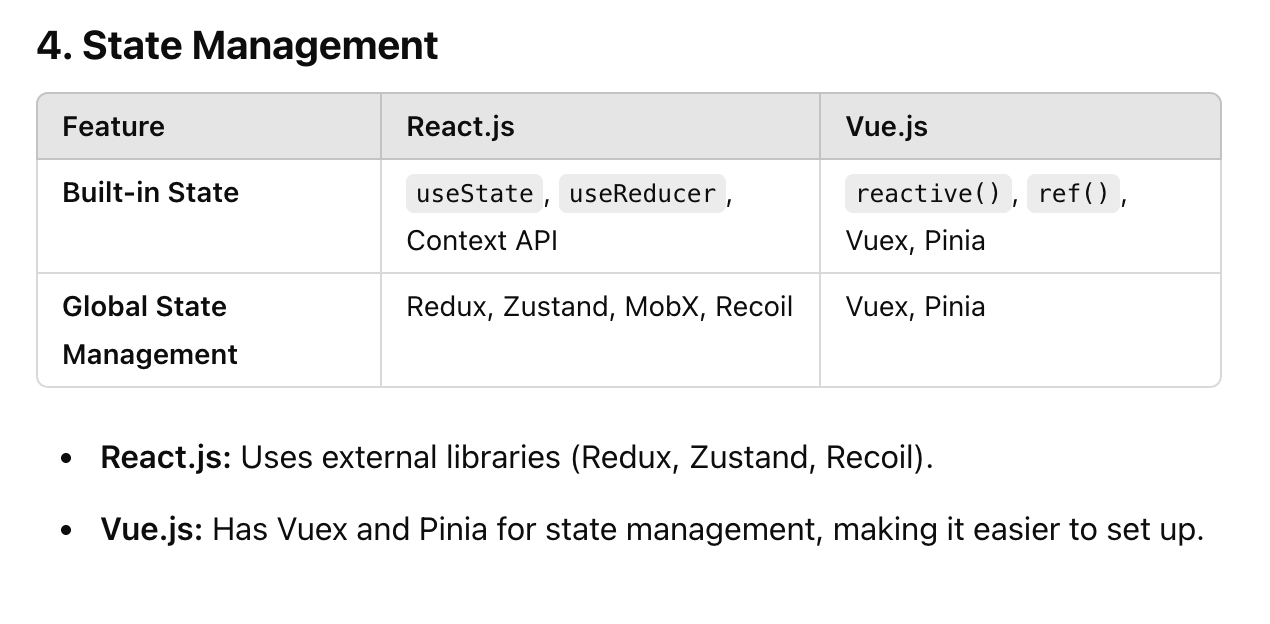 4. State Management
Feature React.js Vue.js
Built-in State useState, useReducer, reactive(), ref(),
Context API Vuex, Pinia
Global State Redux, Zustand, MobX, Recoil Vuex, Pinia
Management
• React.js: Uses external libraries (Redux, Zustand, Recoil).
• Vue.js: Has Vuex and Pinia for state management, making it easier to set up.